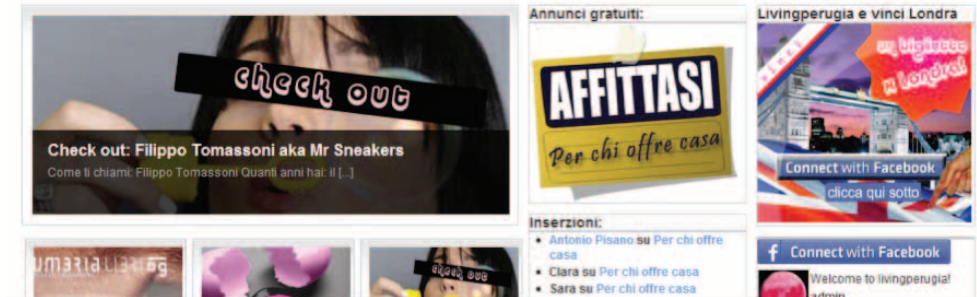 check out
Check out: Filippo Tomassoni aka Mr Sneakers
Come ti chiami: Filippo Tomassoni Quanti anni hai: il [...]
check out
Annunci gratuiti:
AFFITTASI
Per chi offre casa
Inserzioni:
Antonio Pisano su Per chi offre
casa
Clara su Per chi offre casa
Sara su Per chi offre casa
Livingperugia e vinci Londra
vinci
un biglietto
x Londra!
Connect with Facebook
clicca qui sotto
f Connect with Facebook
Welcome to livingperugia!
admin